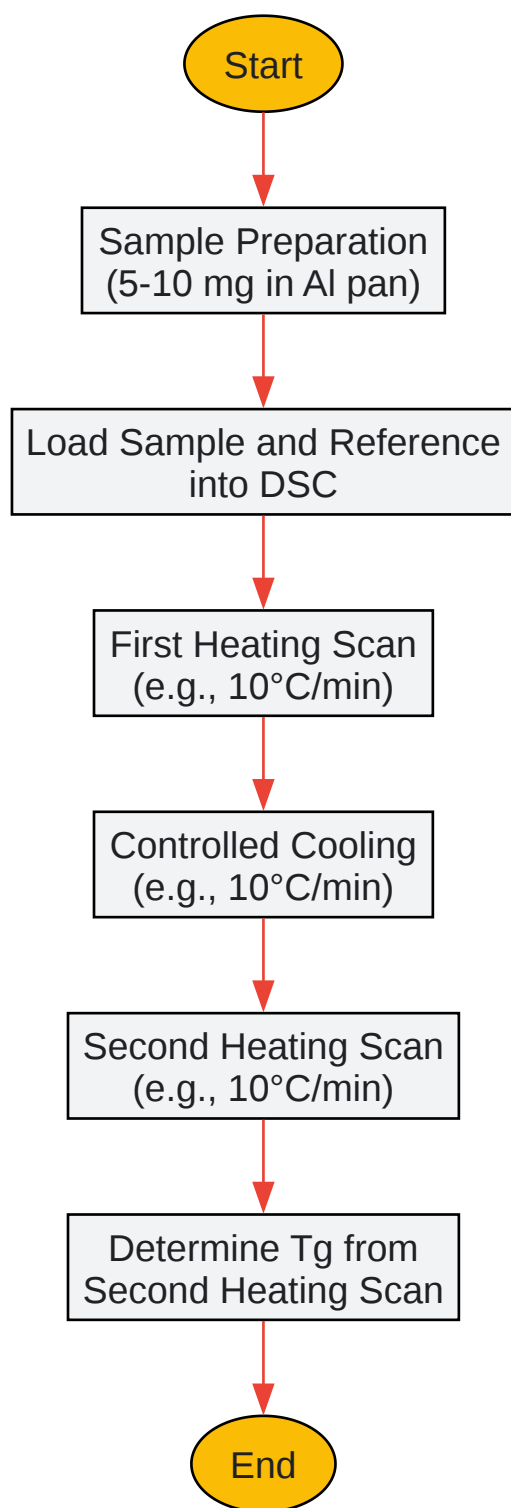 Start
Sample Preparation
(5-10 mg in Al pan)
Load Sample and Reference
into DSC
First Heating Scan
(e.g., 10°C/min)
Controlled Cooling
(e.g., 10°C/min)
Second Heating Scan
(e.g., 10°C/min)
Determine Tg from
Second Heating Scan
End